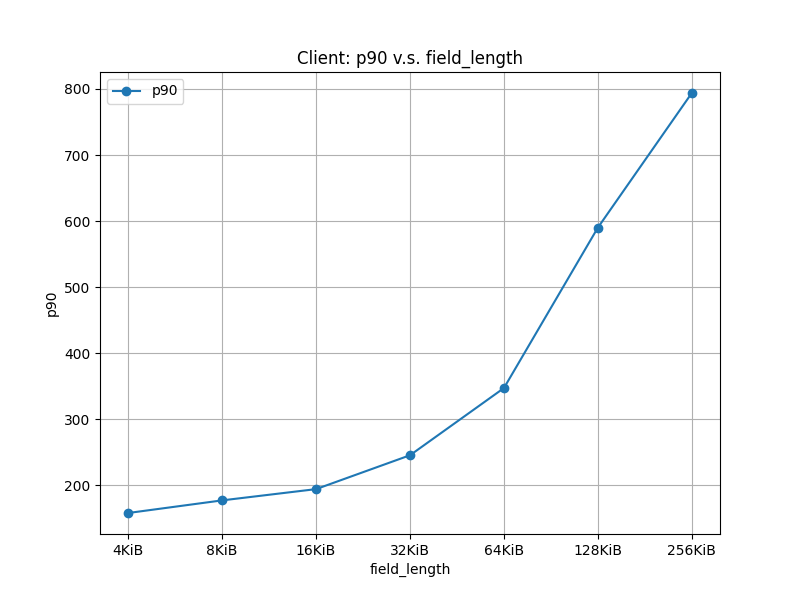 Client: p90 v.s. field_length
p90
800
700
600
500
400
300
200
p90
4KiB 8KiB 16KiB 32KiB 64KiB 128KiB 256KiB
field_length